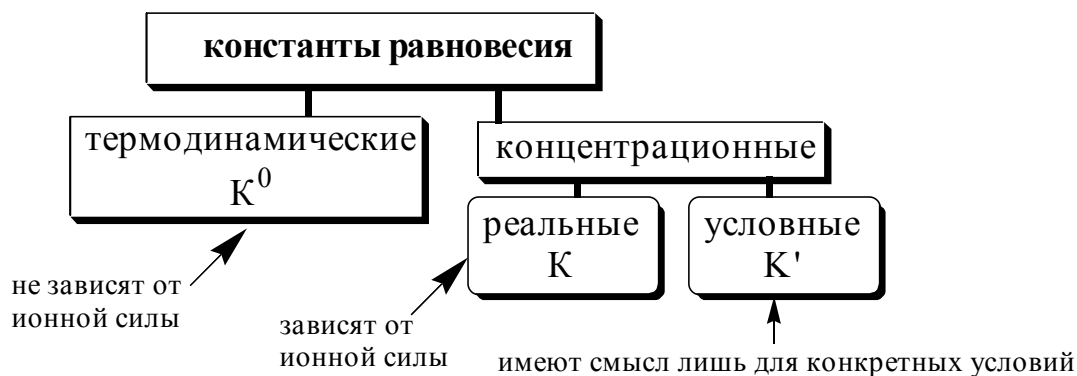 константы равновесия
термодинамические
К⁰
концентрационные
реальные
К
условные
К'
не зависят от
ионной силы
зависят от
ионной силы
имеют смысл лишь для конкретных условий